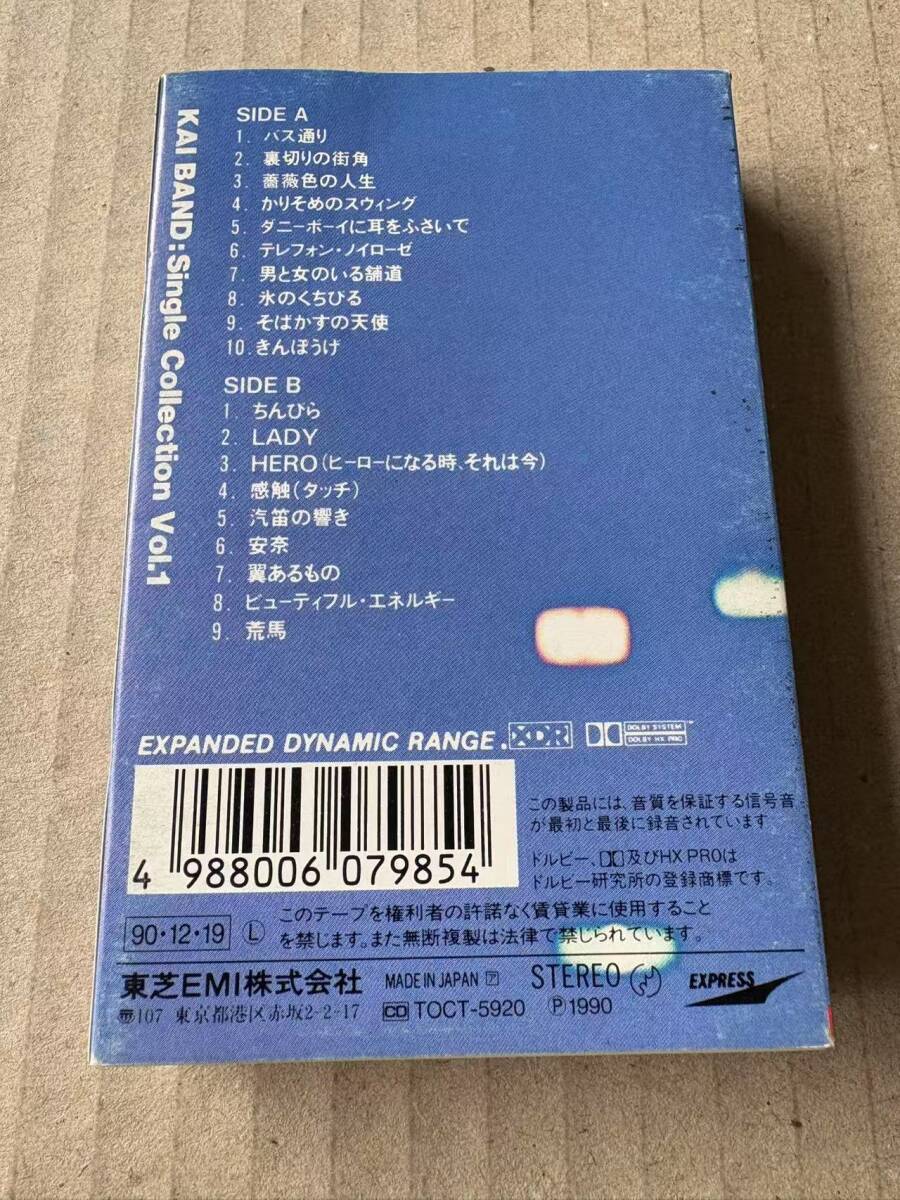 KAI BAND:Single Collection Vol.1
SIDE A
1. バス通り
2. 裏切りの街角
3. 薔薇色の人生
4. かりそめのスウィング
5. ダニーボーイに耳をふさいで
6. テレフォン・ノイローゼ
7. 男と女のいる舗道
8. 氷のくちびる
9. そばかすの天使
10. きんぽうげ
SIDE B
1. ちんぴら
2. LADY
3. HERO(ヒーローになる時、それは今)
4. 感触(タッチ)
5. 汽笛の響き
6. 安奈
7. 翼あるもの
8. ビューティフル・エネルギー
9. 荒馬
EXPANDED DYNAMIC RANGE. XDR DOLBY SYSTEM
DOLBY HX PRO
この製品には、音質を保証する信号音
が最初と最後に録音されています
ドルビー、及びHX PROは
ドルビー研究所の登録商標です。
4 988006 079854
90・12・19 Ⓛ このテープを権利者の許諾なく賃貸業に使用すること
を禁じます。また無断複製は法律で禁じられています。
東芝EMI株式会社 MADE IN JAPAN ア STEREO EXPRESS
〠107 東京都港区赤坂2-2-17 CD TOCT-5920 Ⓟ1990